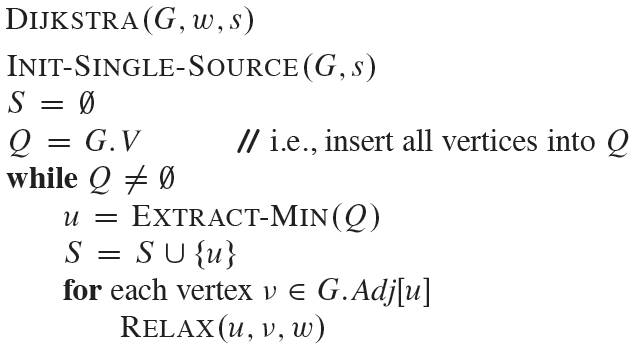 DIJKSTRA(G, w, s)
INIT-SINGLE-SOURCE(G, s)
S = ∅
Q = G.V // i.e., insert all vertices into Q
while Q ≠ ∅
u = EXTRACT-MIN(Q)
S = S ∪ {u}
for each vertex v ∈ G.Adj[u]
RELAX(u, v, w)